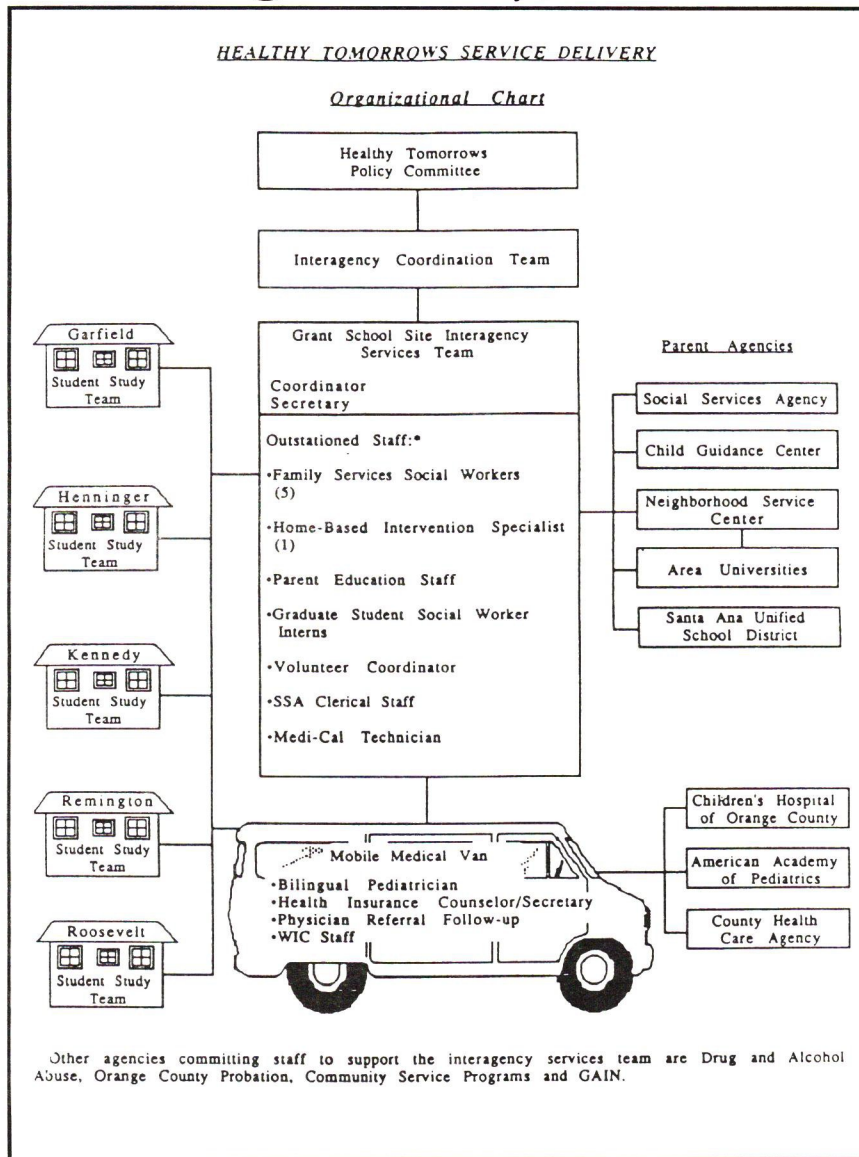 HEALTHY TOMORROWS SERVICE DELIVERY
Organizational Chart
Healthy Tomorrows
Policy Committee
Interagency Coordination Team
Grant School Site Interagency
Services Team
Coordinator
Secretary
Outstationed Staff:*
•Family Services Social Workers
(5)
•Home-Based Intervention Specialist
(1)
•Parent Education Staff
•Graduate Student Social Worker
Interns
•Volunteer Coordinator
•SSA Clerical Staff
•Medi-Cal Technician
Garfield
Student Study
Team
Henninger
Student Study
Team
Kennedy
Student Study
Team
Remington
Student Study
Team
Roosevelt
Student Study
Team
Parent Agencies
Social Services Agency
Child Guidance Center
Neighborhood Service
Center
Area Universities
Santa Ana Unified
School District
Mobile Medical Van
•Bilingual Pediatrician
•Health Insurance Counselor/Secretary
•Physician Referral Follow-up
•WIC Staff
Children's Hospital
of Orange County
American Academy
of Pediatrics
County Health
Care Agency
Other agencies committing staff to support the interagency services team are Drug and Alcohol
Abuse, Orange County Probation, Community Service Programs and GAIN.